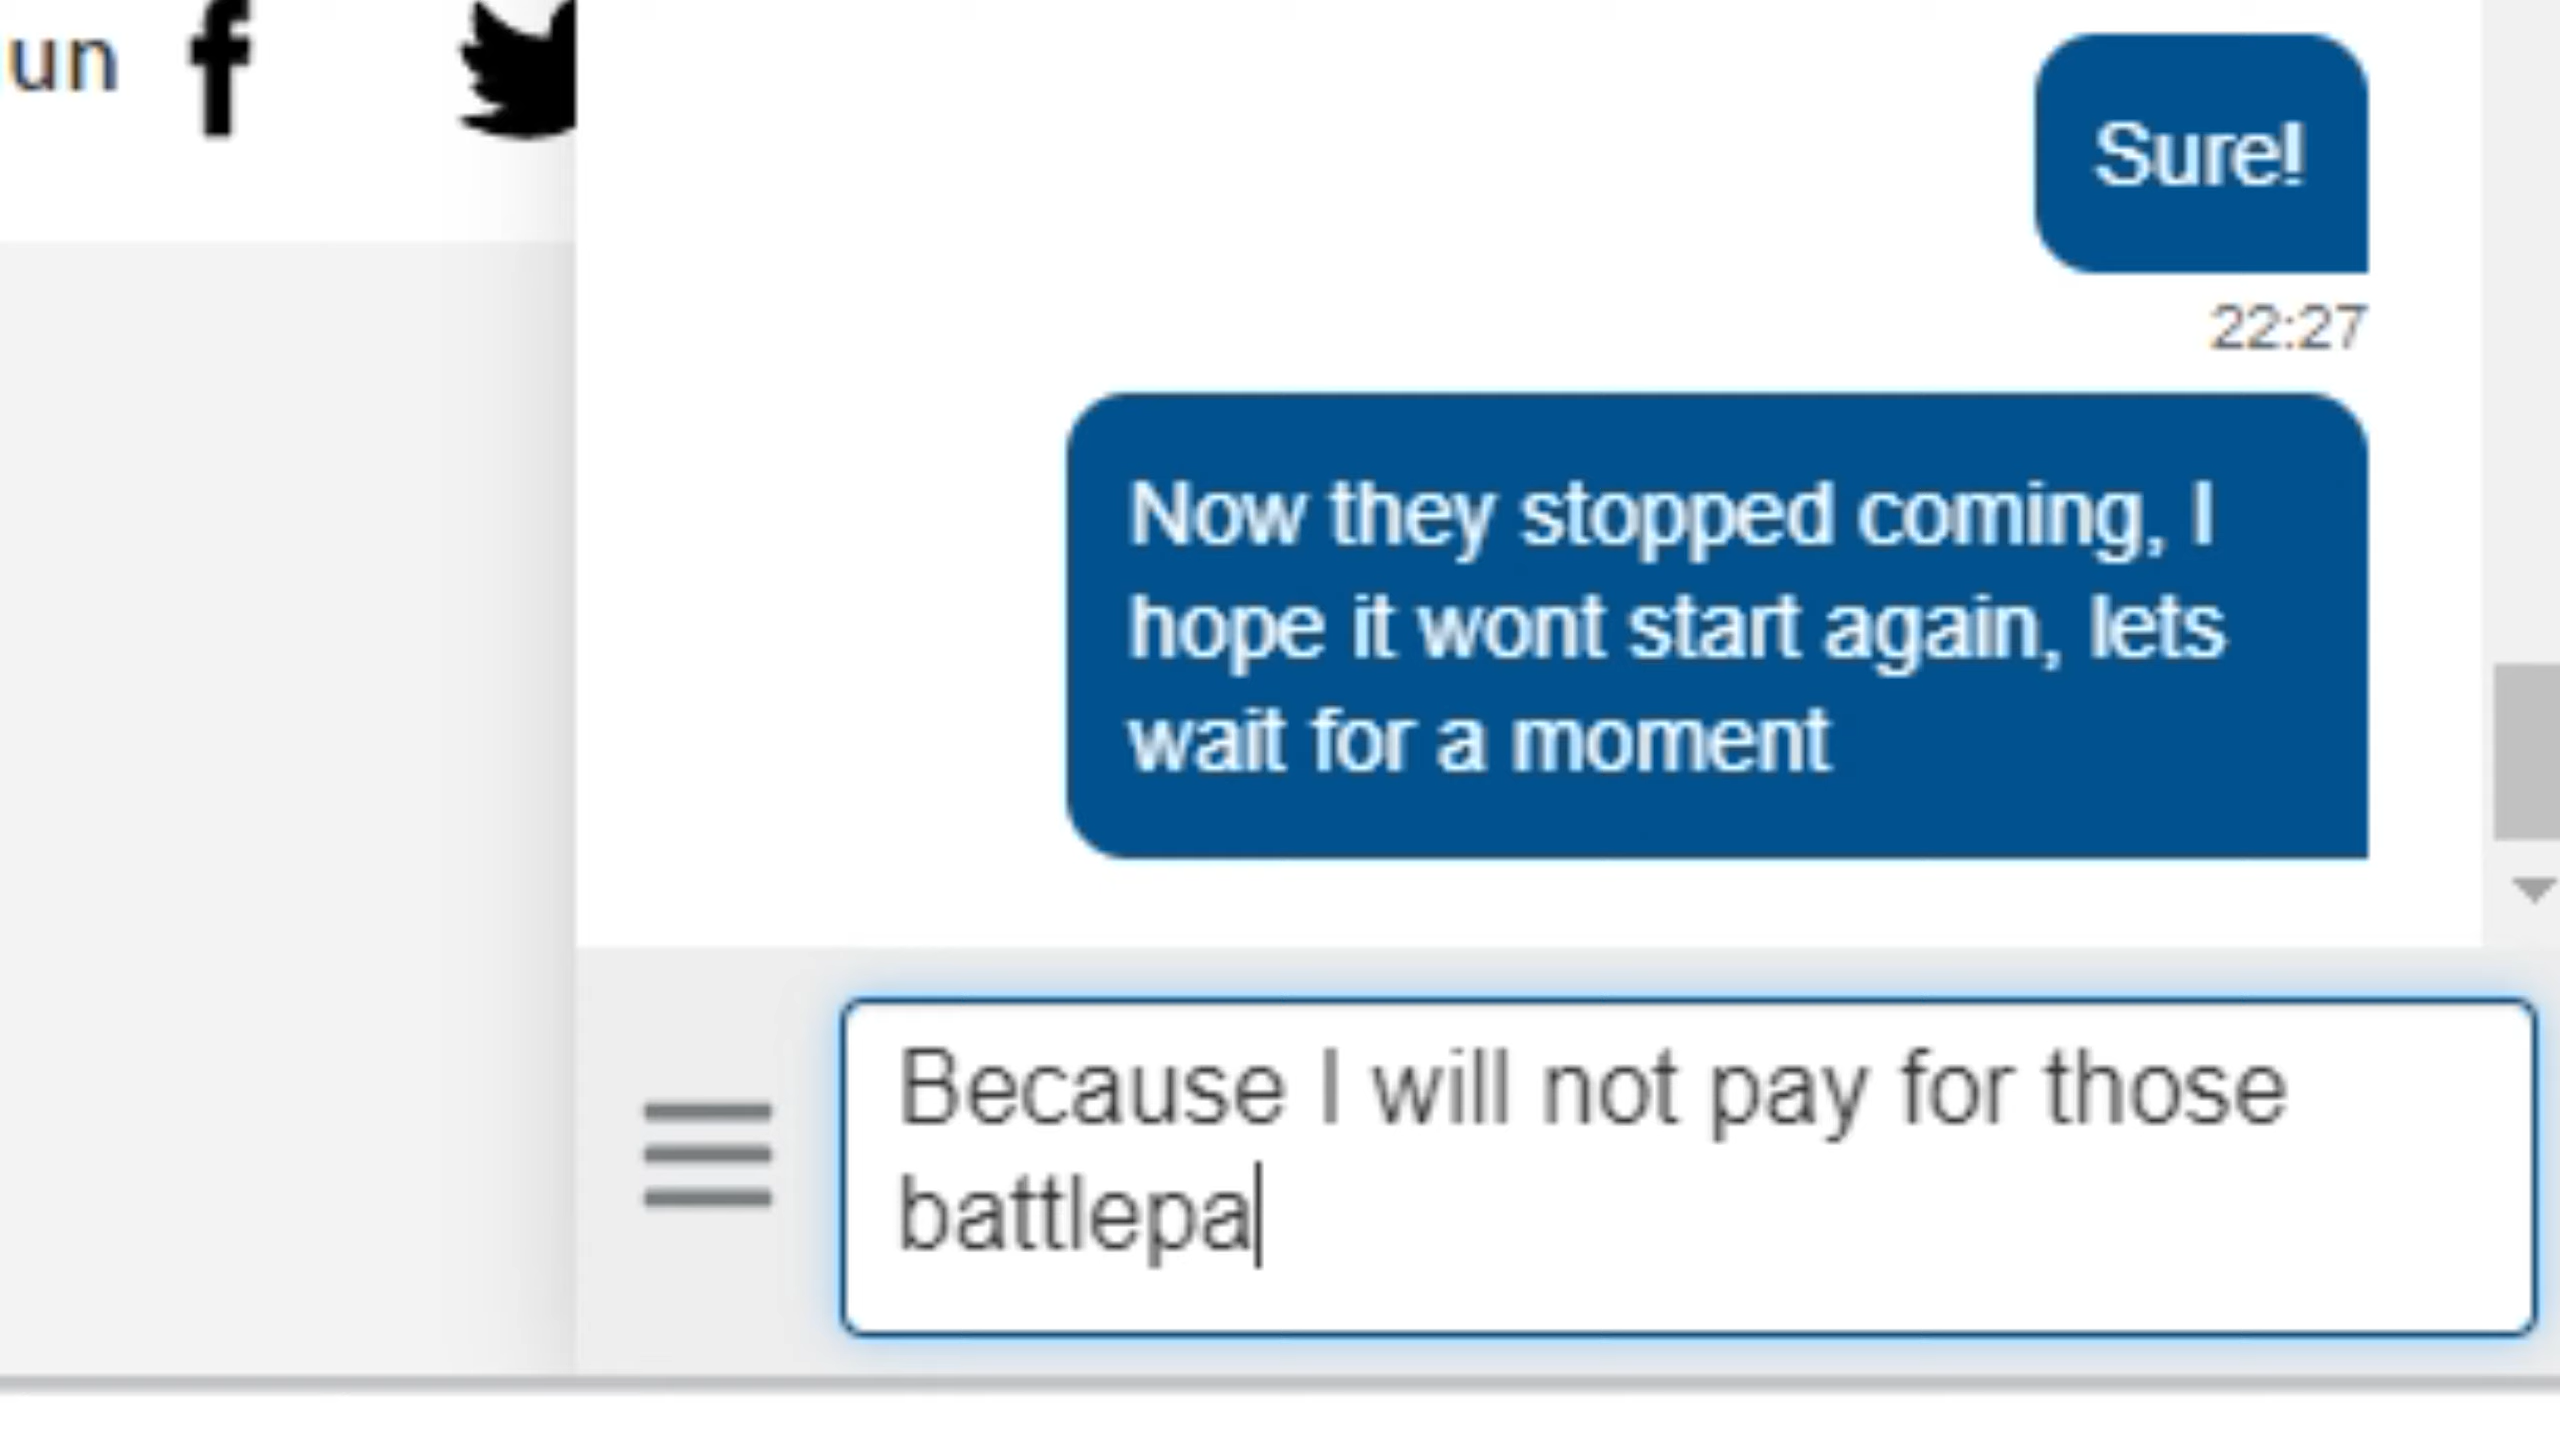 un
Sure!
22:27
Now they stopped coming, I
hope it wont start again, lets
wait for a moment
Because I will not pay for those
battlepa